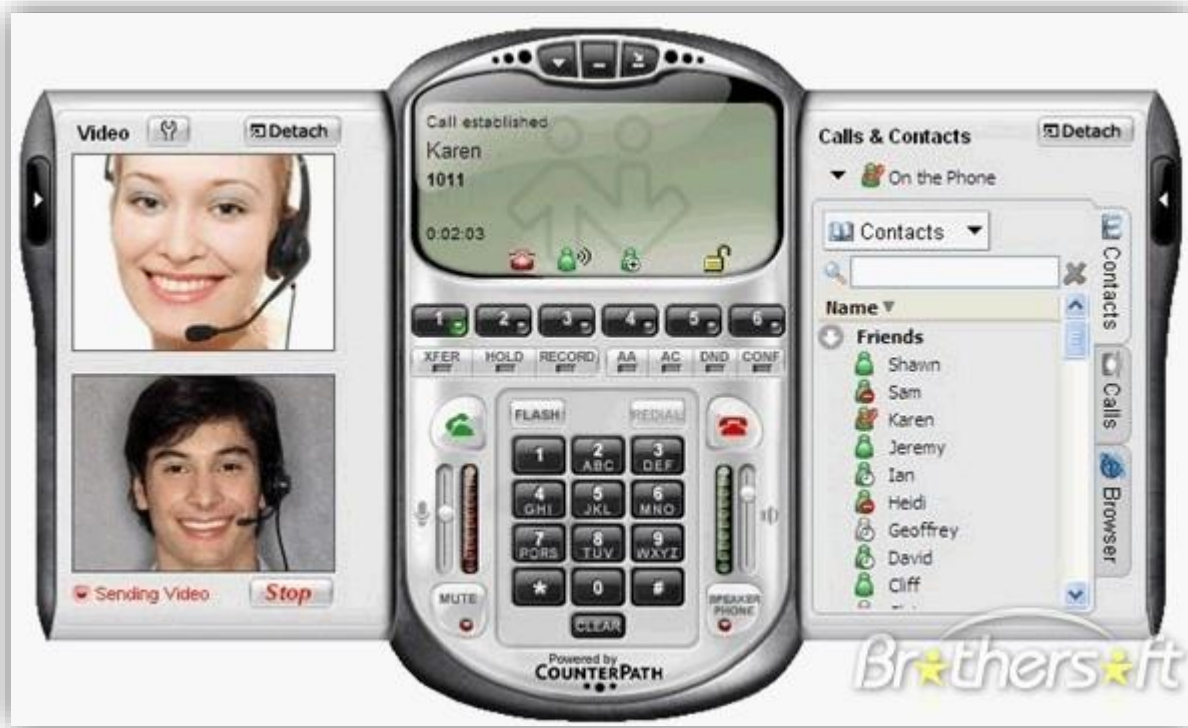 Video
Detach
Sending Video
Stop
Call established
Karen
1011
0:02:03
1 2 3 4 5 6
XFER HOLD RECORD AA AC DND CONF
FLASH REDIAL
1 2 3
ABC DEF
4 5 6
GHI JKL MNO
7 8 9
PQRS TUV WXYZ
* 0 #
MUTE
SPEAKER
PHONE
CLEAR
Powered by
COUNTERPATH
Calls & Contacts
Detach
On the Phone
Contacts
Name
Friends
Shawn
Sam
Karen
Jeremy
Ian
Heidi
Geoffrey
David
Cliff
Contacts
Calls
Browser
Brothersoft